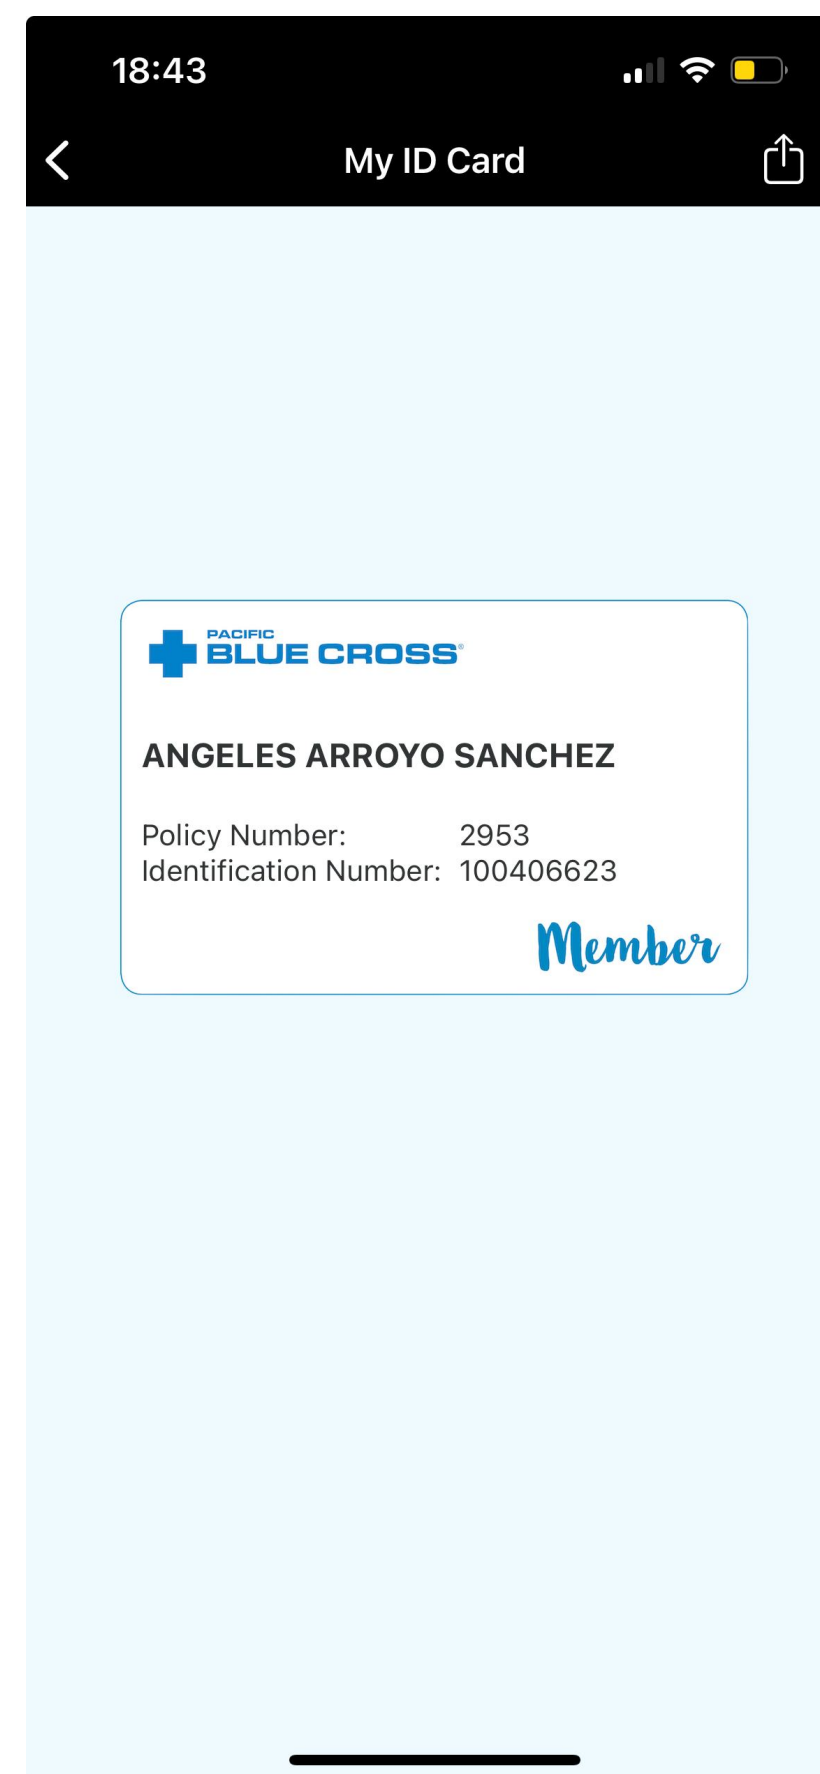 18:43
My ID Card
PACIFIC
BLUE CROSS®
ANGELES ARROYO SANCHEZ
Policy Number: 2953
Identification Number: 100406623
Member